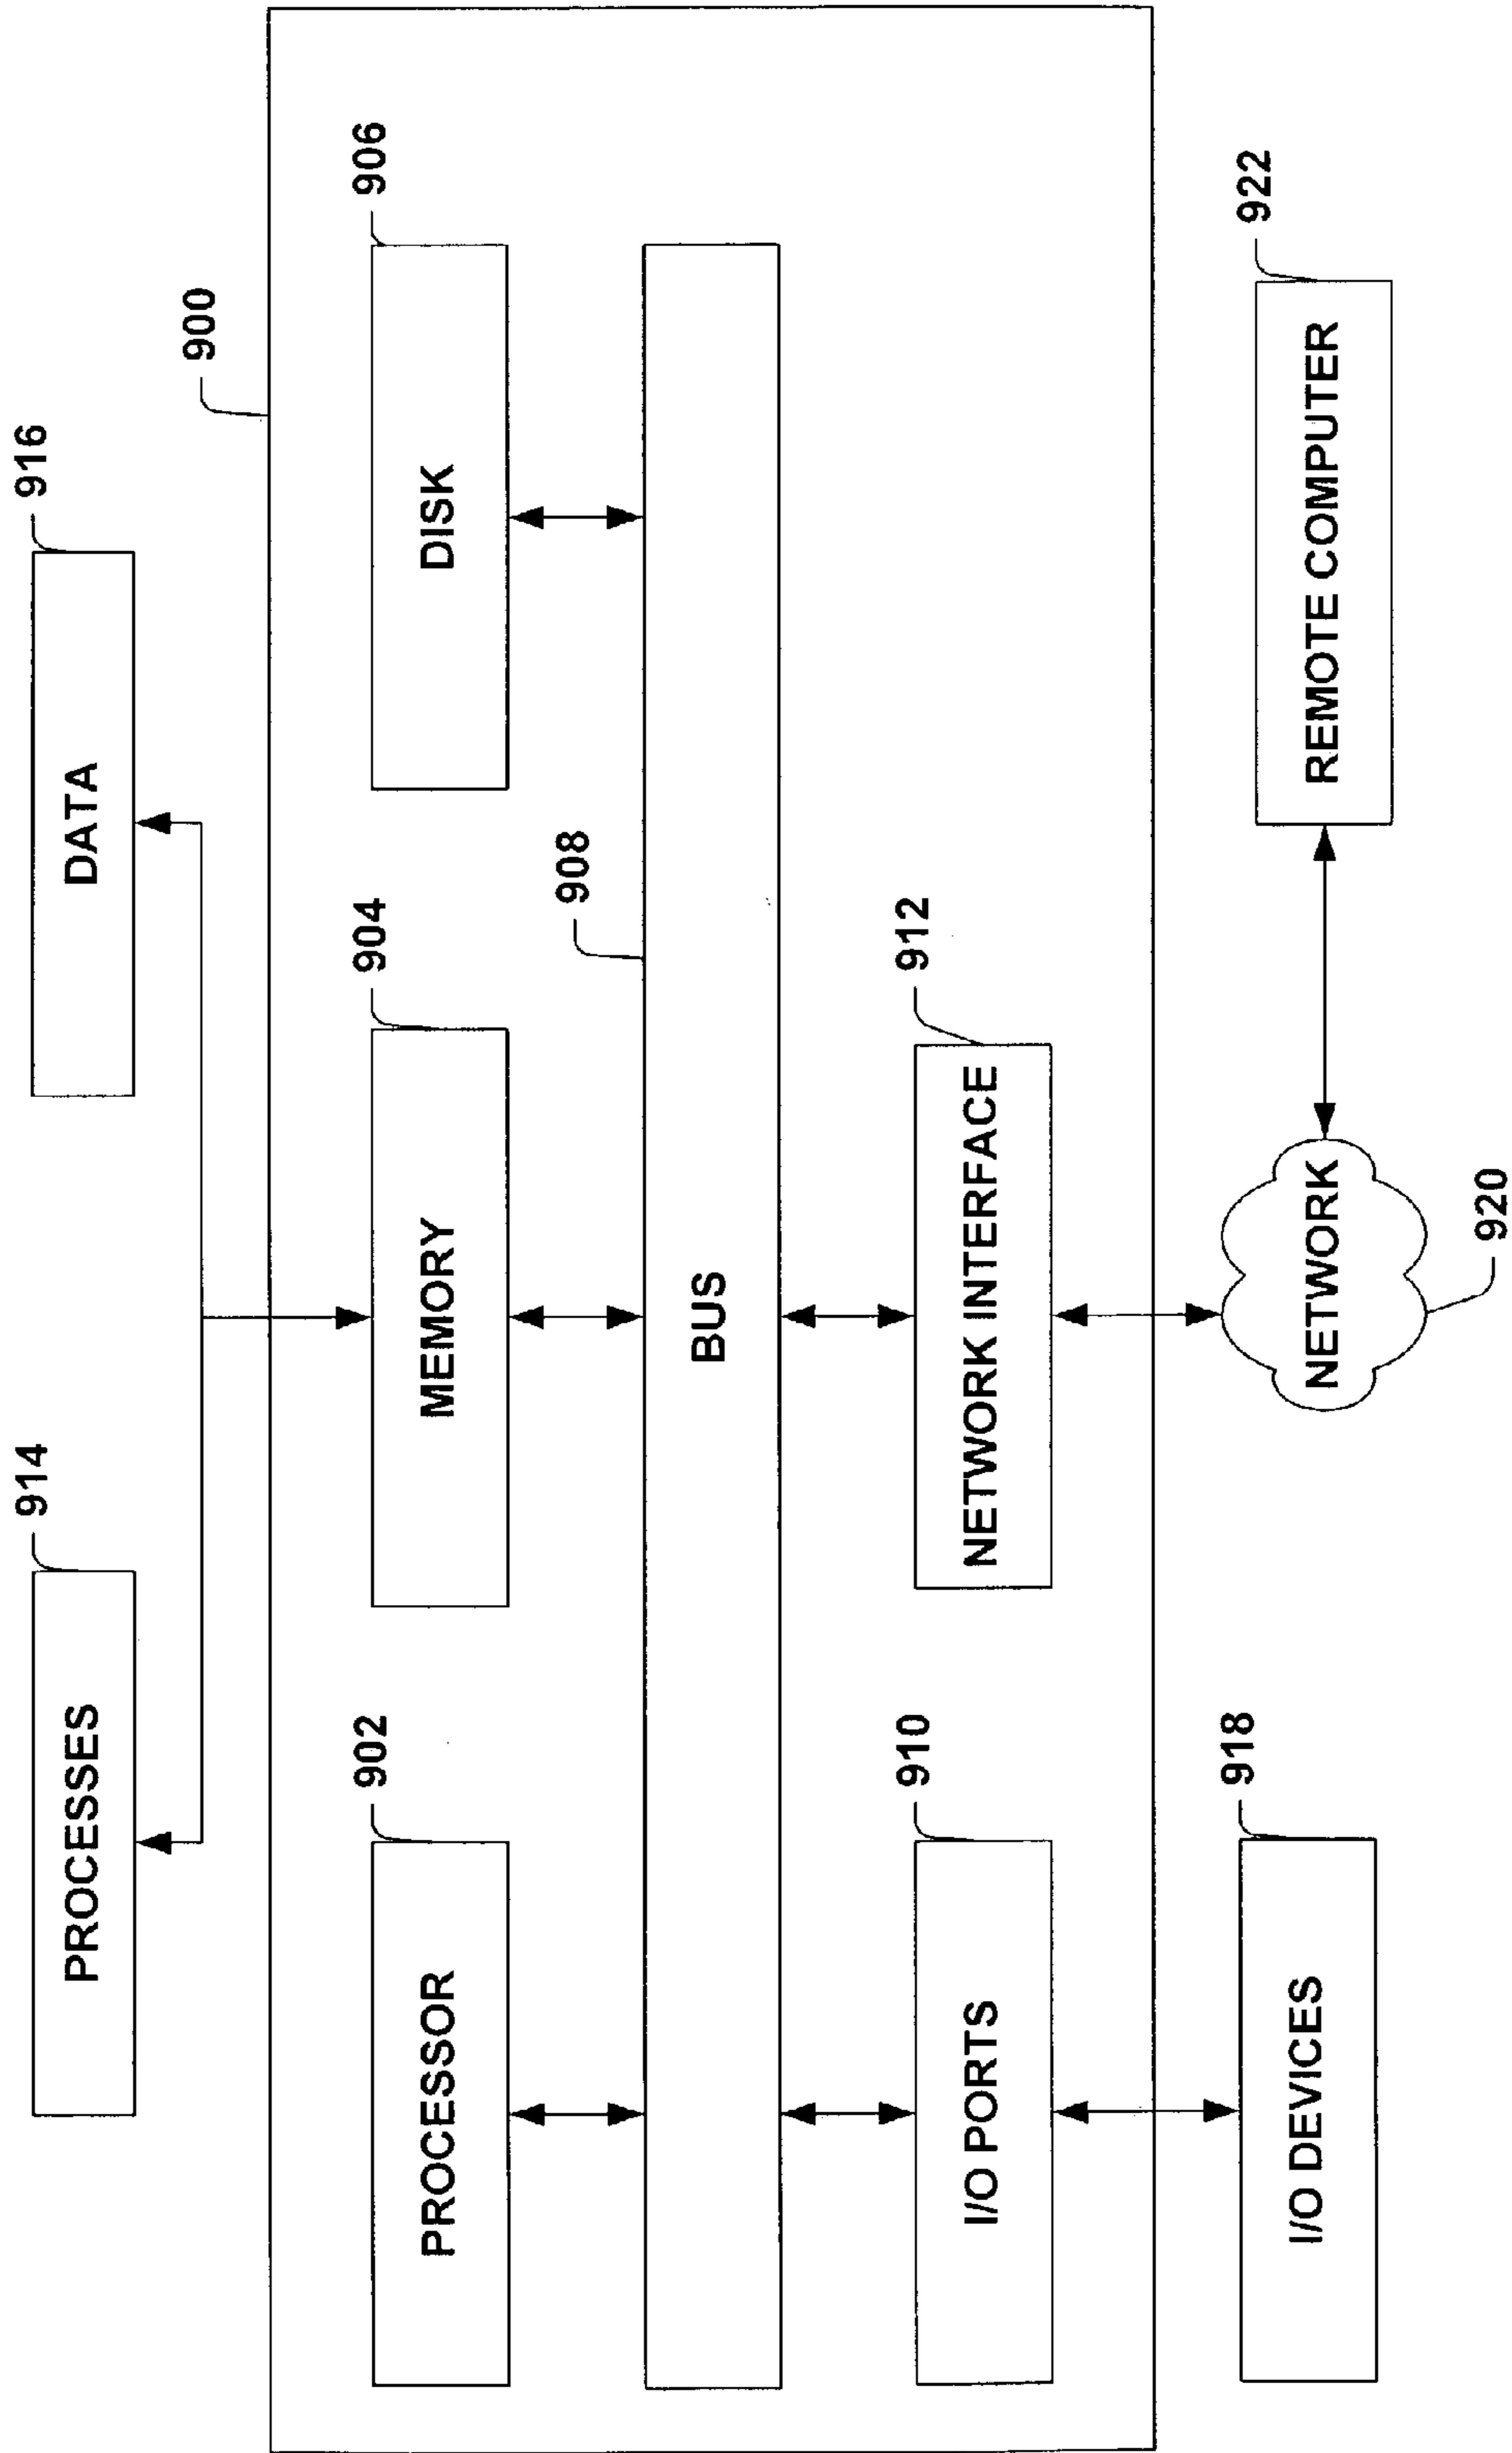 PROCESSES
914
DATA
916
900
PROCESSOR
902
MEMORY
904
DISK
906
BUS
908
I/O PORTS
910
NETWORK INTERFACE
912
I/O DEVICES
918
NETWORK
920
REMOTE COMPUTER
922